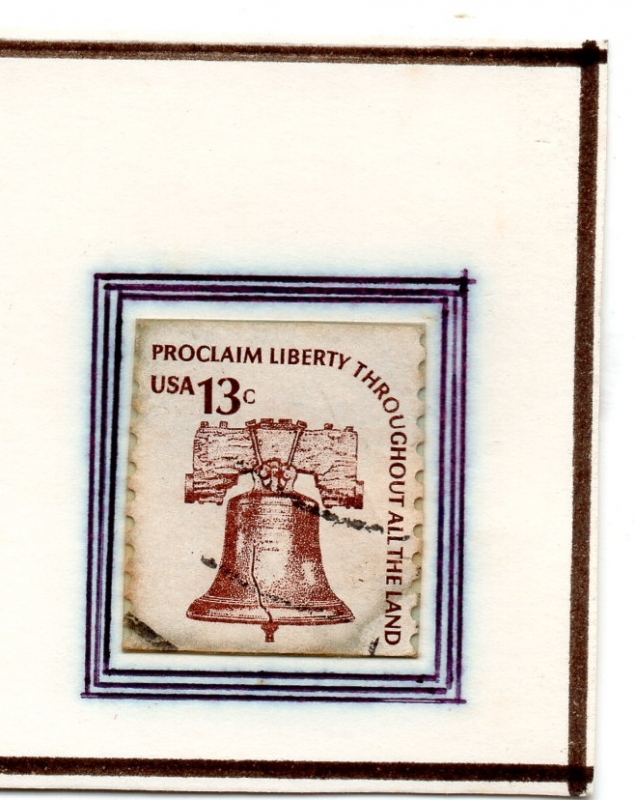 PROCLAIM LIBERTY THROUGHOUT ALL THE LAND
USA 13c